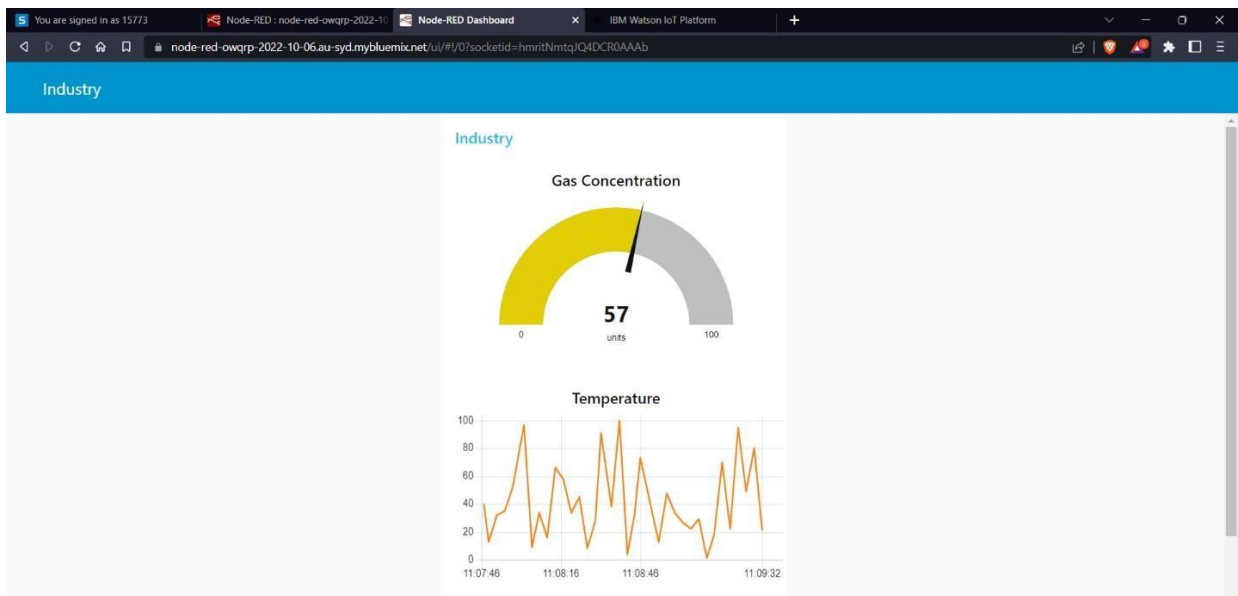 You are signed in as 15773
Node-RED : node-red-owqrp-2022-10
Node-RED Dashboard
IBM Watson IoT Platform
node-red-owqrp-2022-10-06.au-syd.mybluemix.net/ui/#!/0?socketid=hmritNmtqJQ4DCR0AAAb
Industry
Industry
Gas Concentration
57
0 units 100
Temperature
100
80
60
40
20
0
11:07:46 11:08:16 11:08:46 11:09:32